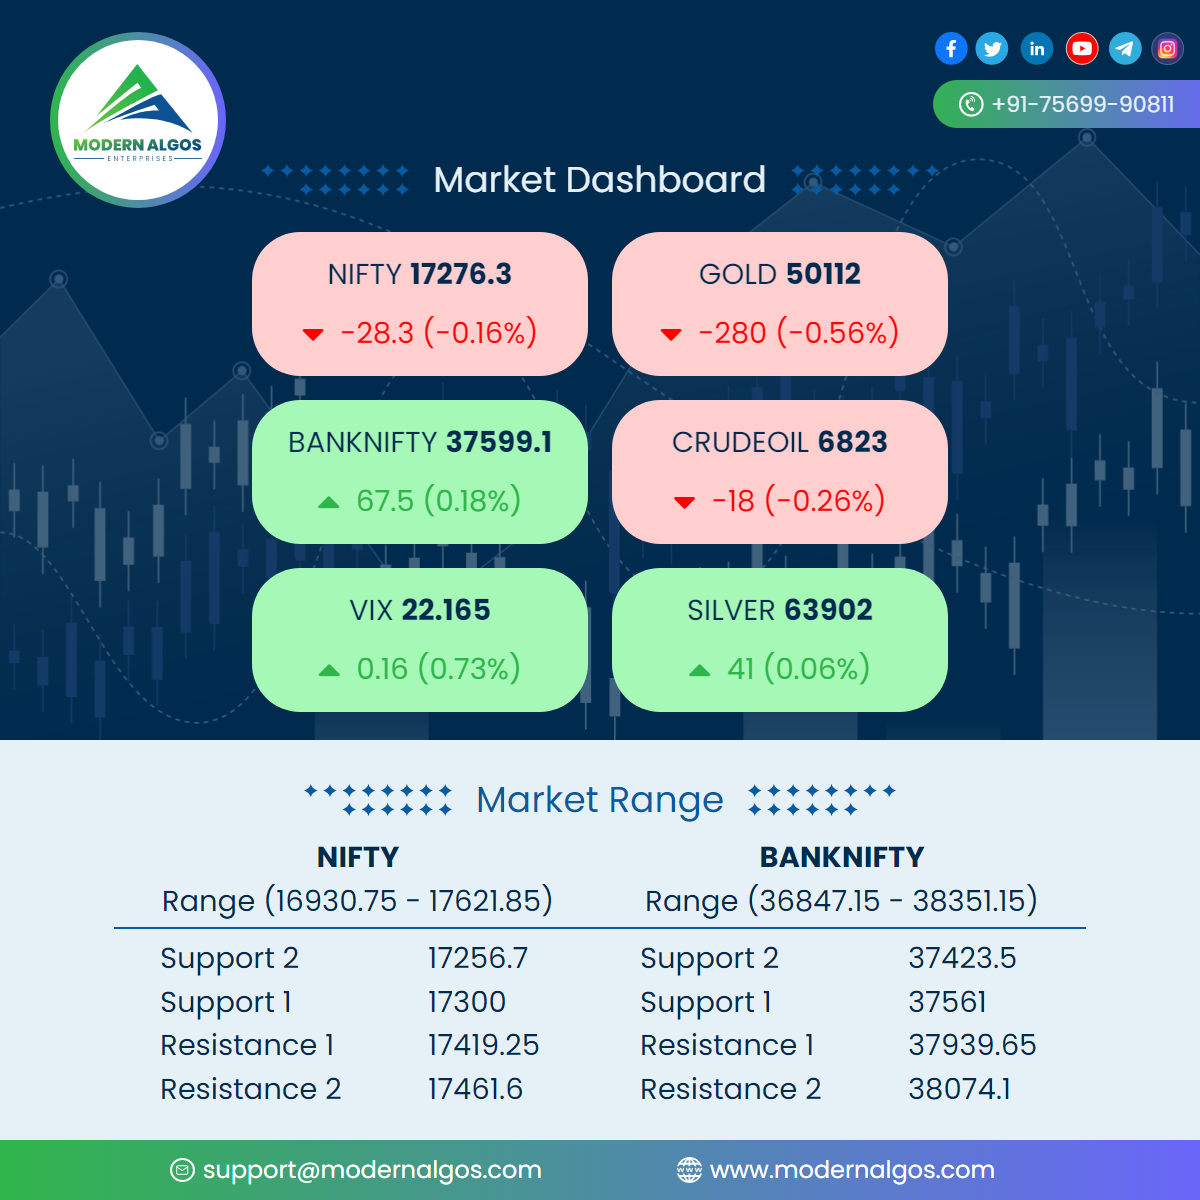 MODERN ALGOS
ENTERPRISES
+91-75699-90811
Market Dashboard
NIFTY 17276.3
-28.3 (-0.16%)
GOLD 50112
-280 (-0.56%)
BANKNIFTY 37599.1
67.5 (0.18%)
CRUDEOIL 6823
-18 (-0.26%)
VIX 22.165
0.16 (0.73%)
SILVER 63902
41 (0.06%)
Market Range
NIFTY
Range (16930.75 - 17621.85)
Support 2 17256.7
Support 1 17300
Resistance 1 17419.25
Resistance 2 17461.6
BANKNIFTY
Range (36847.15 - 38351.15)
Support 2 37423.5
Support 1 37561
Resistance 1 37939.65
Resistance 2 38074.1
support@modernalgos.com
www.modernalgos.com